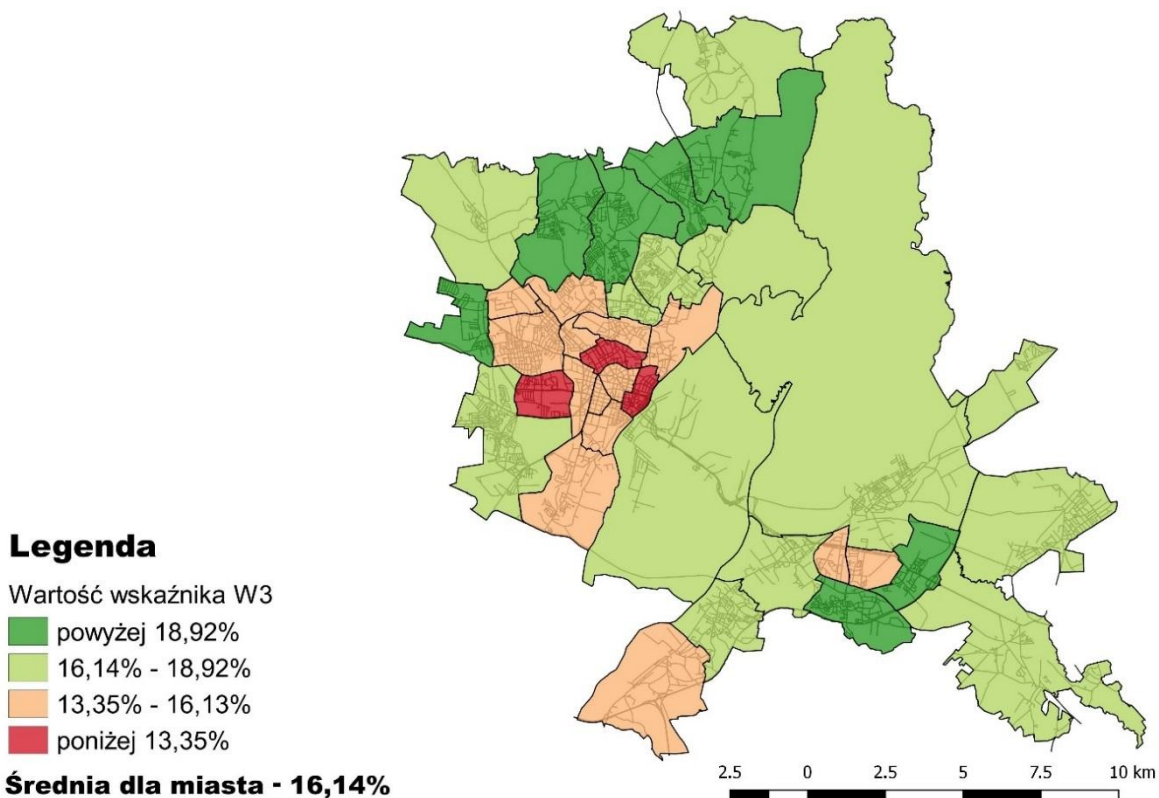 Legenda
Wartość wskaźnika W3
powyżej 18,92%
16,14% - 18,92%
13,35% - 16,13%
poniżej 13,35%
Średnia dla miasta - 16,14%
2.5 0 2.5 5 7.5 10 km